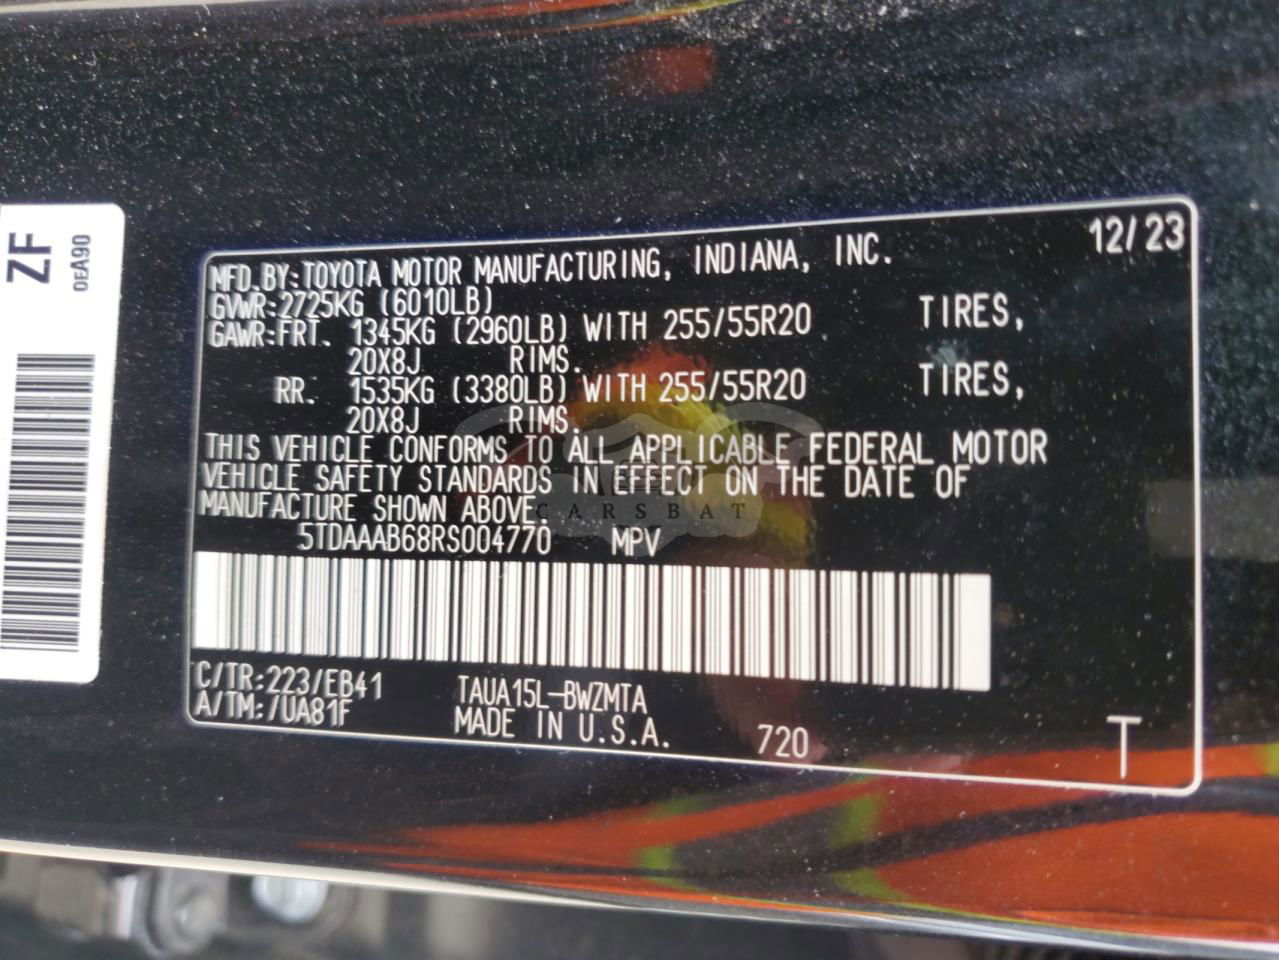 12/23
MFD.BY:TOYOTA MOTOR MANUFACTURING, INDIANA, INC.
GVWR:2725KG (6010LB)
GAWR:FRT. 1345KG (2960LB) WITH 255/55R20 TIRES,
20X8J RIMS.
RR. 1535KG (3380LB) WITH 255/55R20 TIRES,
20X8J RIMS.
THIS VEHICLE CONFORMS TO ALL APPLICABLE FEDERAL MOTOR
VEHICLE SAFETY STANDARDS IN EFFECT ON THE DATE OF
MANUFACTURE SHOWN ABOVE.
5TDAAAB68RS004770 MPV
C/TR:223/EB41 TAUA15L-BWZMTA
A/TM:/UA81F MADE IN U.S.A. 720 T
ZF
0EA90
CARSBAT